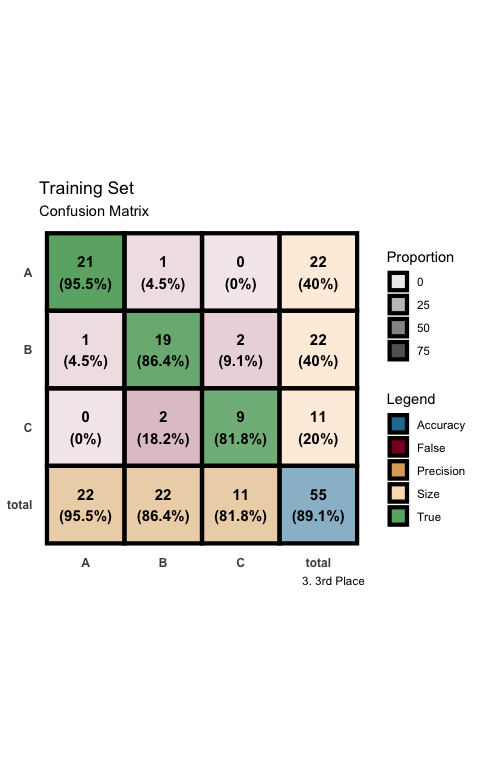 Training Set
Confusion Matrix
A 21 1 0 22
(95.5%) (4.5%) (0%) (40%)
B 1 19 2 22
(4.5%) (86.4%) (9.1%) (40%)
C 0 2 9 11
(0%) (18.2%) (81.8%) (20%)
total 22 22 11 55
(95.5%) (86.4%) (81.8%) (89.1%)
A B C total
3. 3rd Place
Proportion
0
25
50
75
Legend
Accuracy
False
Precision
Size
True